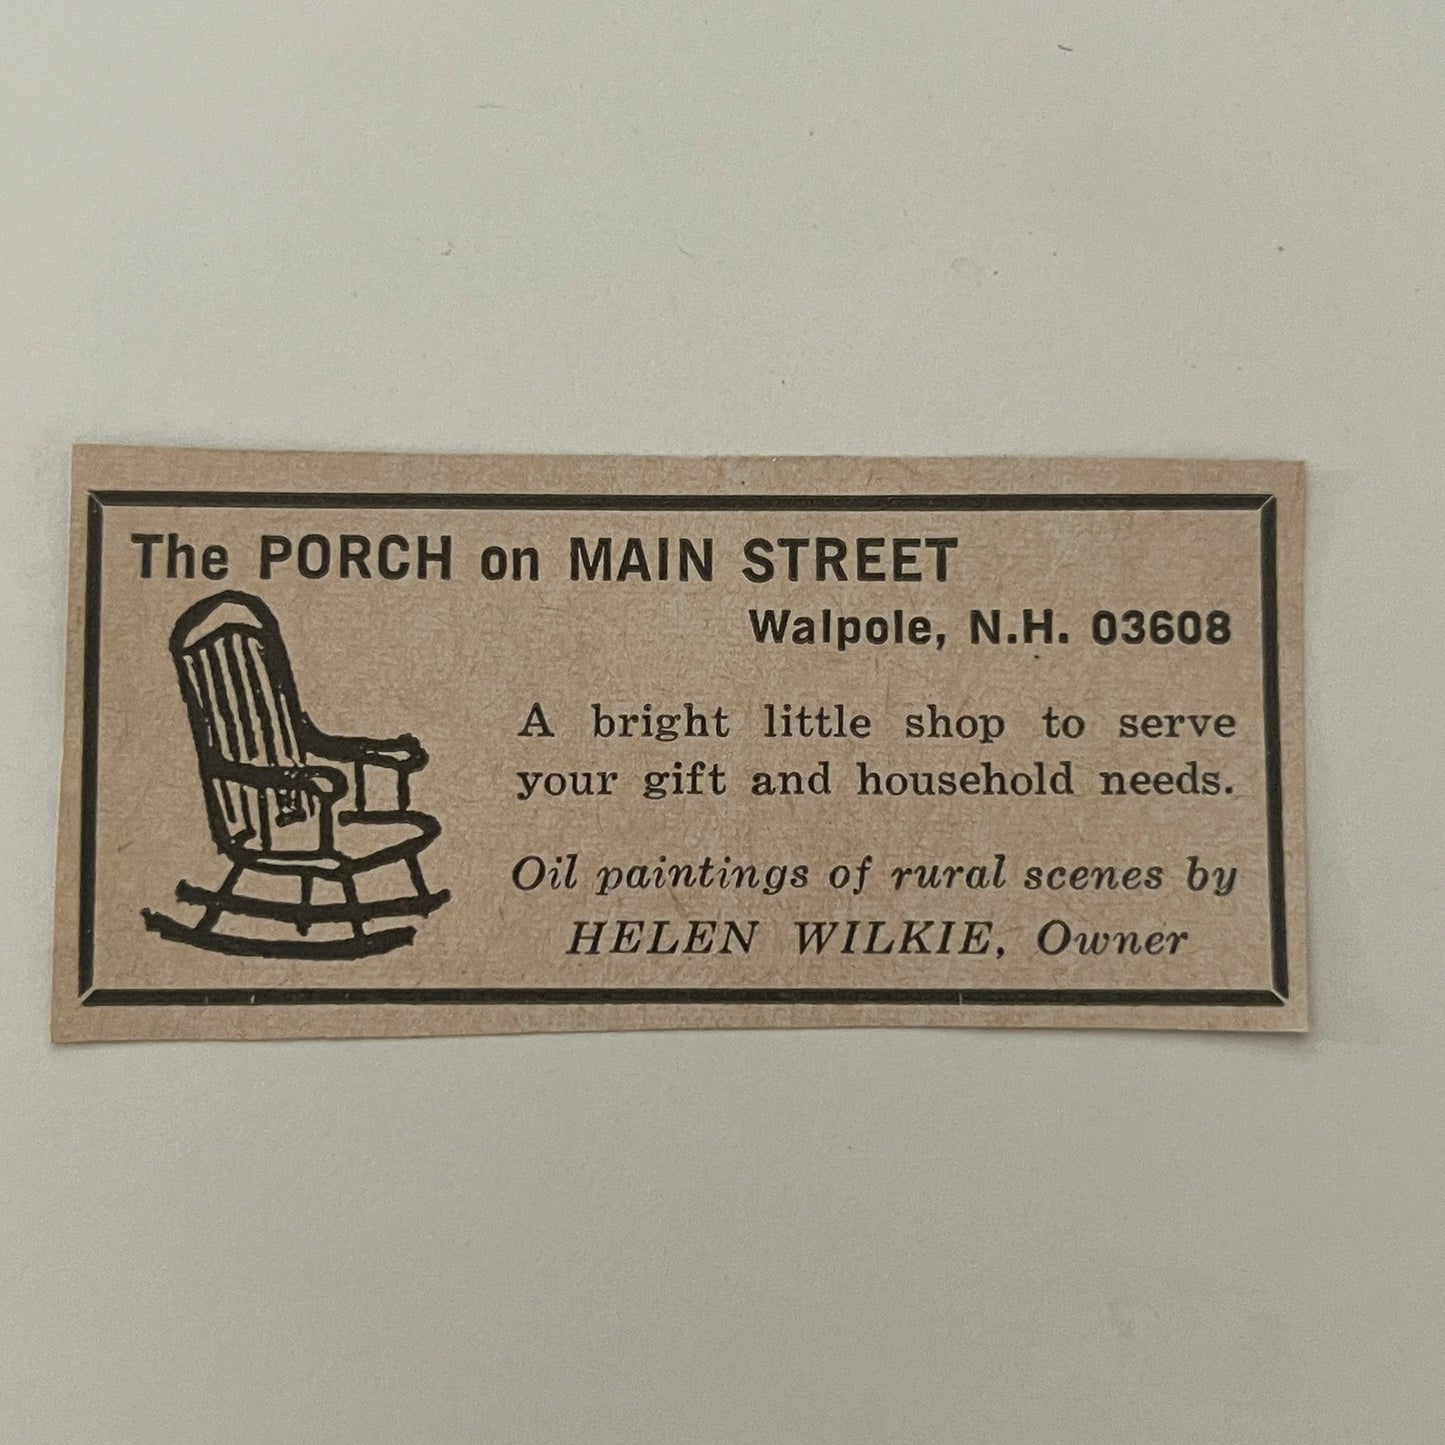 The PORCH on MAIN STREET
Walpole, N.H. 03608
A bright little shop to serve
your gift and household needs.
Oil paintings of rural scenes by
HELEN WILKIE, Owner